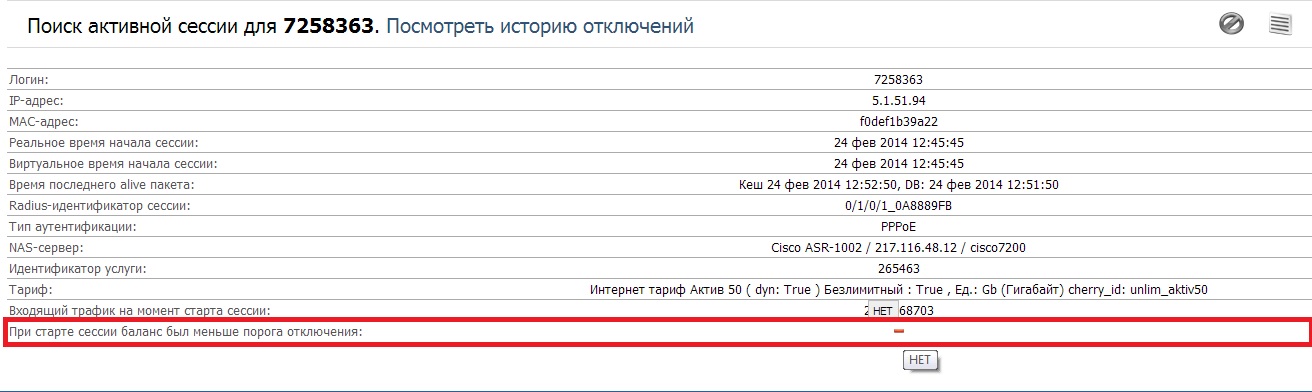 Поиск активной сессии для 7258363. Посмотреть историю отключений
Логин: 7258363
IP-адрес: 5.1.51.94
MAC-адрес: f0def1b39a22
Реальное время начала сессии: 24 фев 2014 12:45:45
Виртуальное время начала сессии: 24 фев 2014 12:45:45
Время последнего alive пакета: Кеш 24 фев 2014 12:52:50, DB: 24 фев 2014 12:51:50
Radius-идентификатор сессии: 0/1/0/1_0A8889FB
Тип аутентификации: PPPoE
NAS-сервер: Cisco ASR-1002 / 217.116.48.12 / cisco7200
Идентификатор услуги: 265463
Тариф: Интернет тариф Актив 50 ( dyn: True ) Безлимитный : True , Ед.: Gb (Гигабайт) cherry_id: unlim_aktiv50
Входящий трафик на момент старта сессии: НЕТ 68703
При старте сессии баланс был меньше порога отключения:
НЕТ